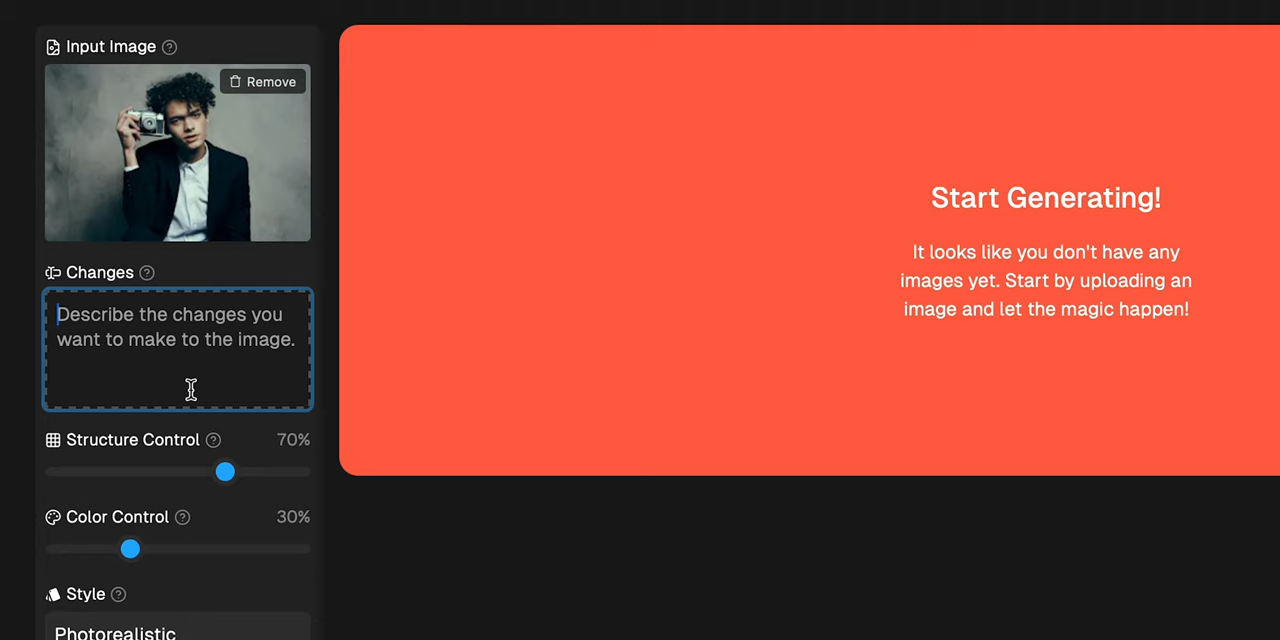 Input Image
Remove
Changes
Describe the changes you
want to make to the image.
Structure Control
70%
Color Control
30%
Style
Photorealistic
Start Generating!
It looks like you don't have any
images yet. Start by uploading an
image and let the magic happen!